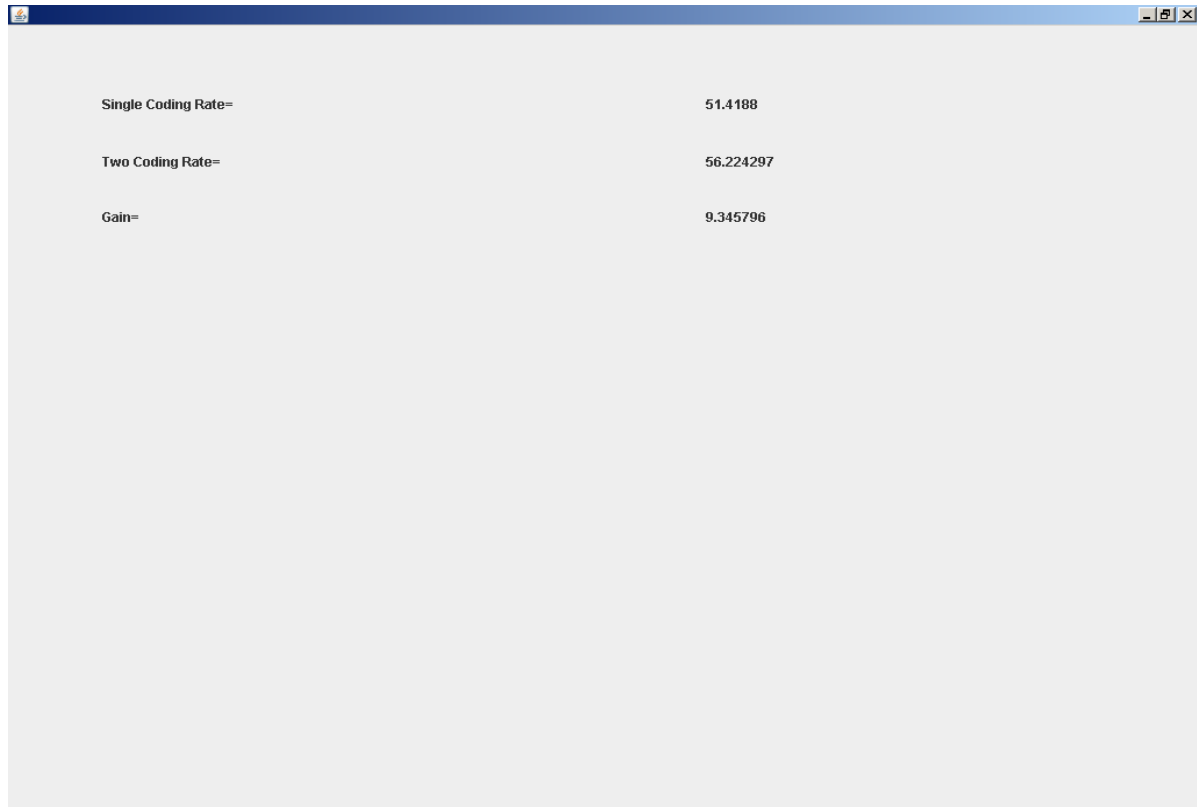 Single Coding Rate= 51.4188
Two Coding Rate= 56.224297
Gain= 9.345796